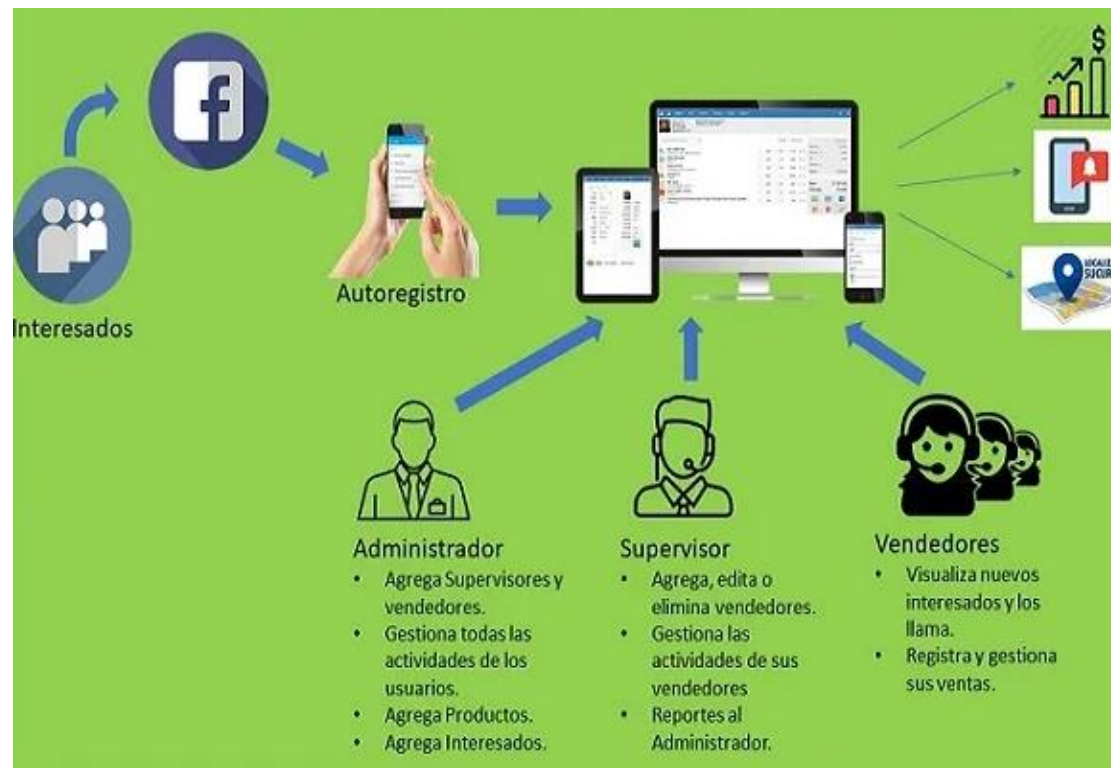 $
f
LOCALIZ
SUCUR
Autoregistro
Interesados
Administrador
• Agrega Supervisores y
vendedores.
• Gestiona todas las
actividades de los
usuarios.
• Agrega Productos.
• Agrega Interesados.
Supervisor
• Agrega, edita o
elimina vendedores.
• Gestiona las
actividades de sus
vendedores
• Reportes al
Administrador.
Vendedores
• Visualiza nuevos
interesados y los
llama.
• Registra y gestiona
sus ventas.